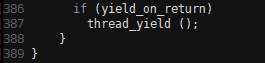 386 if (yield_on_return)
387 thread_yield ();
388 }
389 }